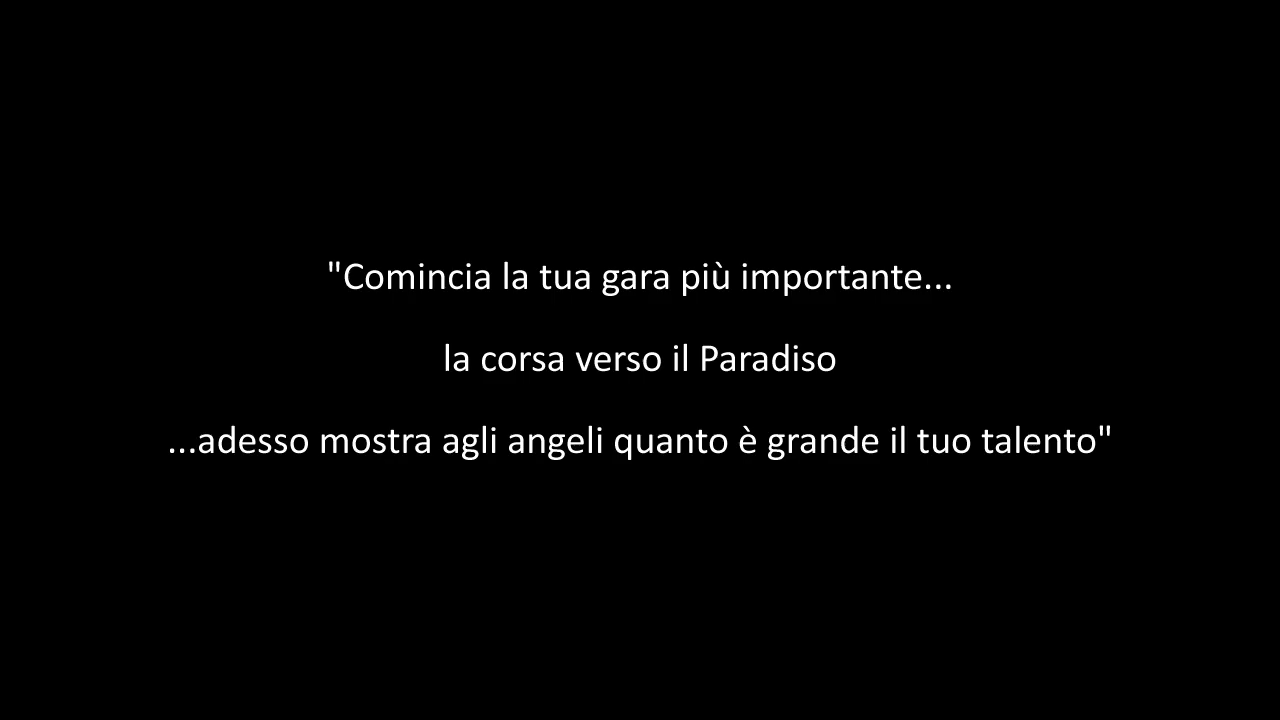 "Comincia la tua gara più importante...
la corsa verso il Paradiso
...adesso mostra agli angeli quanto è grande il tuo talento"